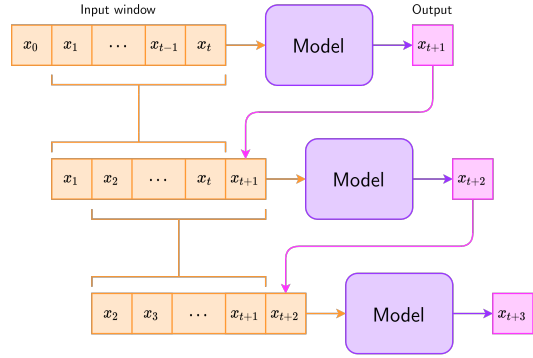 Input window Output
x₀ x₁ ⋯ xₜ₋₁ xₜ Model xₜ₊₁
x₁ x₂ ⋯ xₜ xₜ₊₁ Model xₜ₊₂
x₂ x₃ ⋯ xₜ₊₁ xₜ₊₂ Model xₜ₊₃